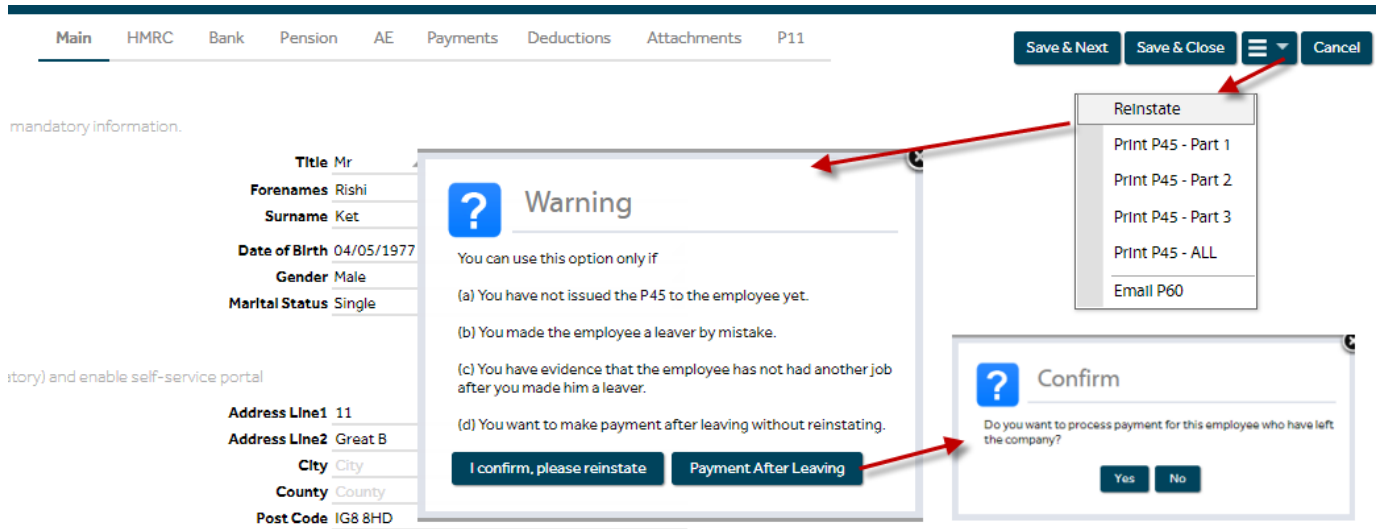 Main HMRC Bank Pension AE Payments Deductions Attachments P11
Save & Next Save & Close Cancel
mandatory information.
Title Mr
Forenames Rishi
Surname Ket
Date of Birth 04/05/1977
Gender Male
Marital Status Single
atory) and enable self-service portal
Address Line1 11
Address Line2 Great B
City City
County County
Post Code IG8 8HD
Reinstate
Print P45 - Part 1
Print P45 - Part 2
Print P45 - Part 3
Print P45 - ALL
Email P60
? Warning
You can use this option only if
(a) You have not issued the P45 to the employee yet.
(b) You made the employee a leaver by mistake.
(c) You have evidence that the employee has not had another job
after you made him a leaver.
(d) You want to make payment after leaving without reinstating.
I confirm, please reinstate Payment After Leaving
? Confirm
Do you want to process payment for this employee who have left
the company?
Yes No